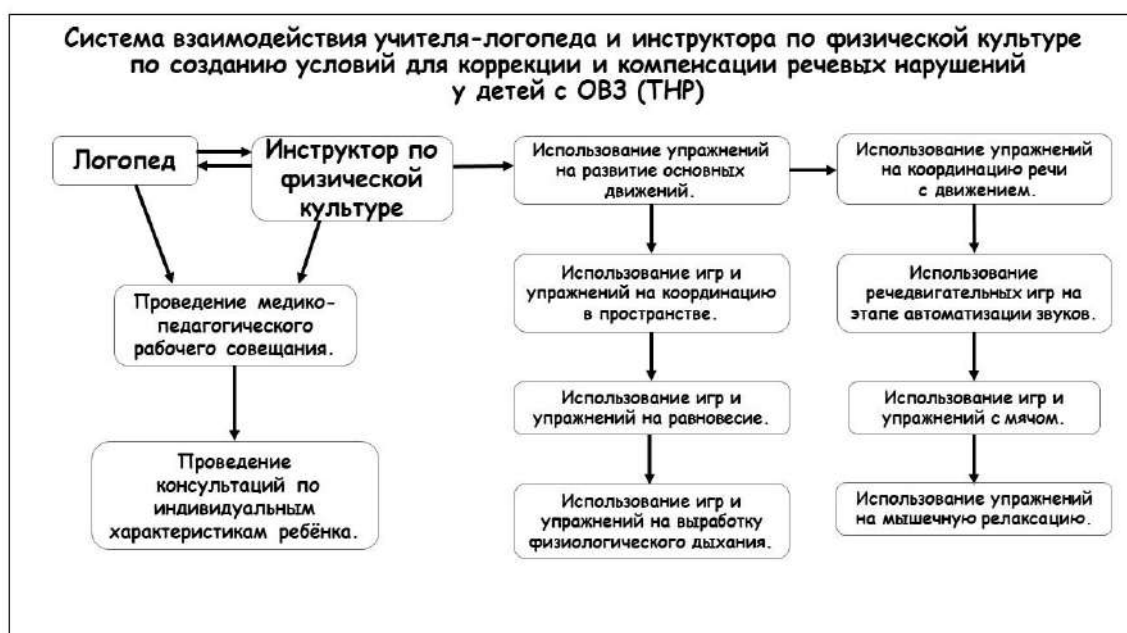 Система взаимодействия учителя-логопеда и инструктора по физической культуре
по созданию условий для коррекции и компенсации речевых нарушений
у детей с ОВЗ (ТНР)
Логопед
Инструктор по
физической
культуре
Использование упражнений
на развитие основных
движений.
Использование упражнений
на координацию речи
с движением.
Проведение медико-
педагогического
рабочего совещания.
Использование игр и
упражнений на координацию
в пространстве.
Использование
речедвигательных игр на
этапе автоматизации звуков.
Использование игр и
упражнений на равновесие.
Использование игр и
упражнений с мячом.
Проведение
консультаций по
индивидуальным
характеристикам ребёнка.
Использование игр и
упражнений на выработку
физиологического дыхания.
Использование упражнений
на мышечную релаксацию.